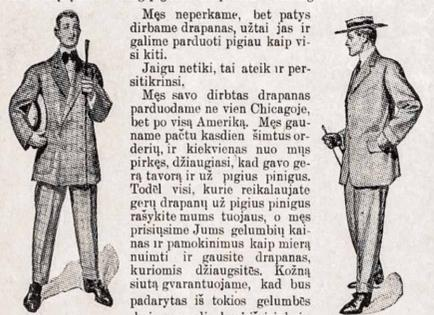 Męs neperkame, bet patys
dirbame drapanas, užtai jas ir
galime parduoti pigiau kaip vi-
si kiti.
Jaigu netiki, tai ateik ir per-
sitikrinsi.
Męs savo dirbtas drapanas
parduodame ne vien Chicagoje,
bet po visą Ameriką. Męs gau-
name pačtu kasdien šimtus or-
derių, ir kiekvienas nuo mųs
pirkęs, džiaugiasi, kad gavo ge-
rą tavorą ir už pigius pinigus.
Todėl visi, kurie reikalaujate
gerų drapanų už pigius pinigus
rašykite mums tuojaus, o męs
prisiųsime Jums gelumbių kai-
nas ir pamokinimus kaip mierą
nuimti ir gausite drapanas,
kuriomis džiaugsitės. Kožną
siutą gvarantuojame, kad bus
padarytas iš tokios gelumbės